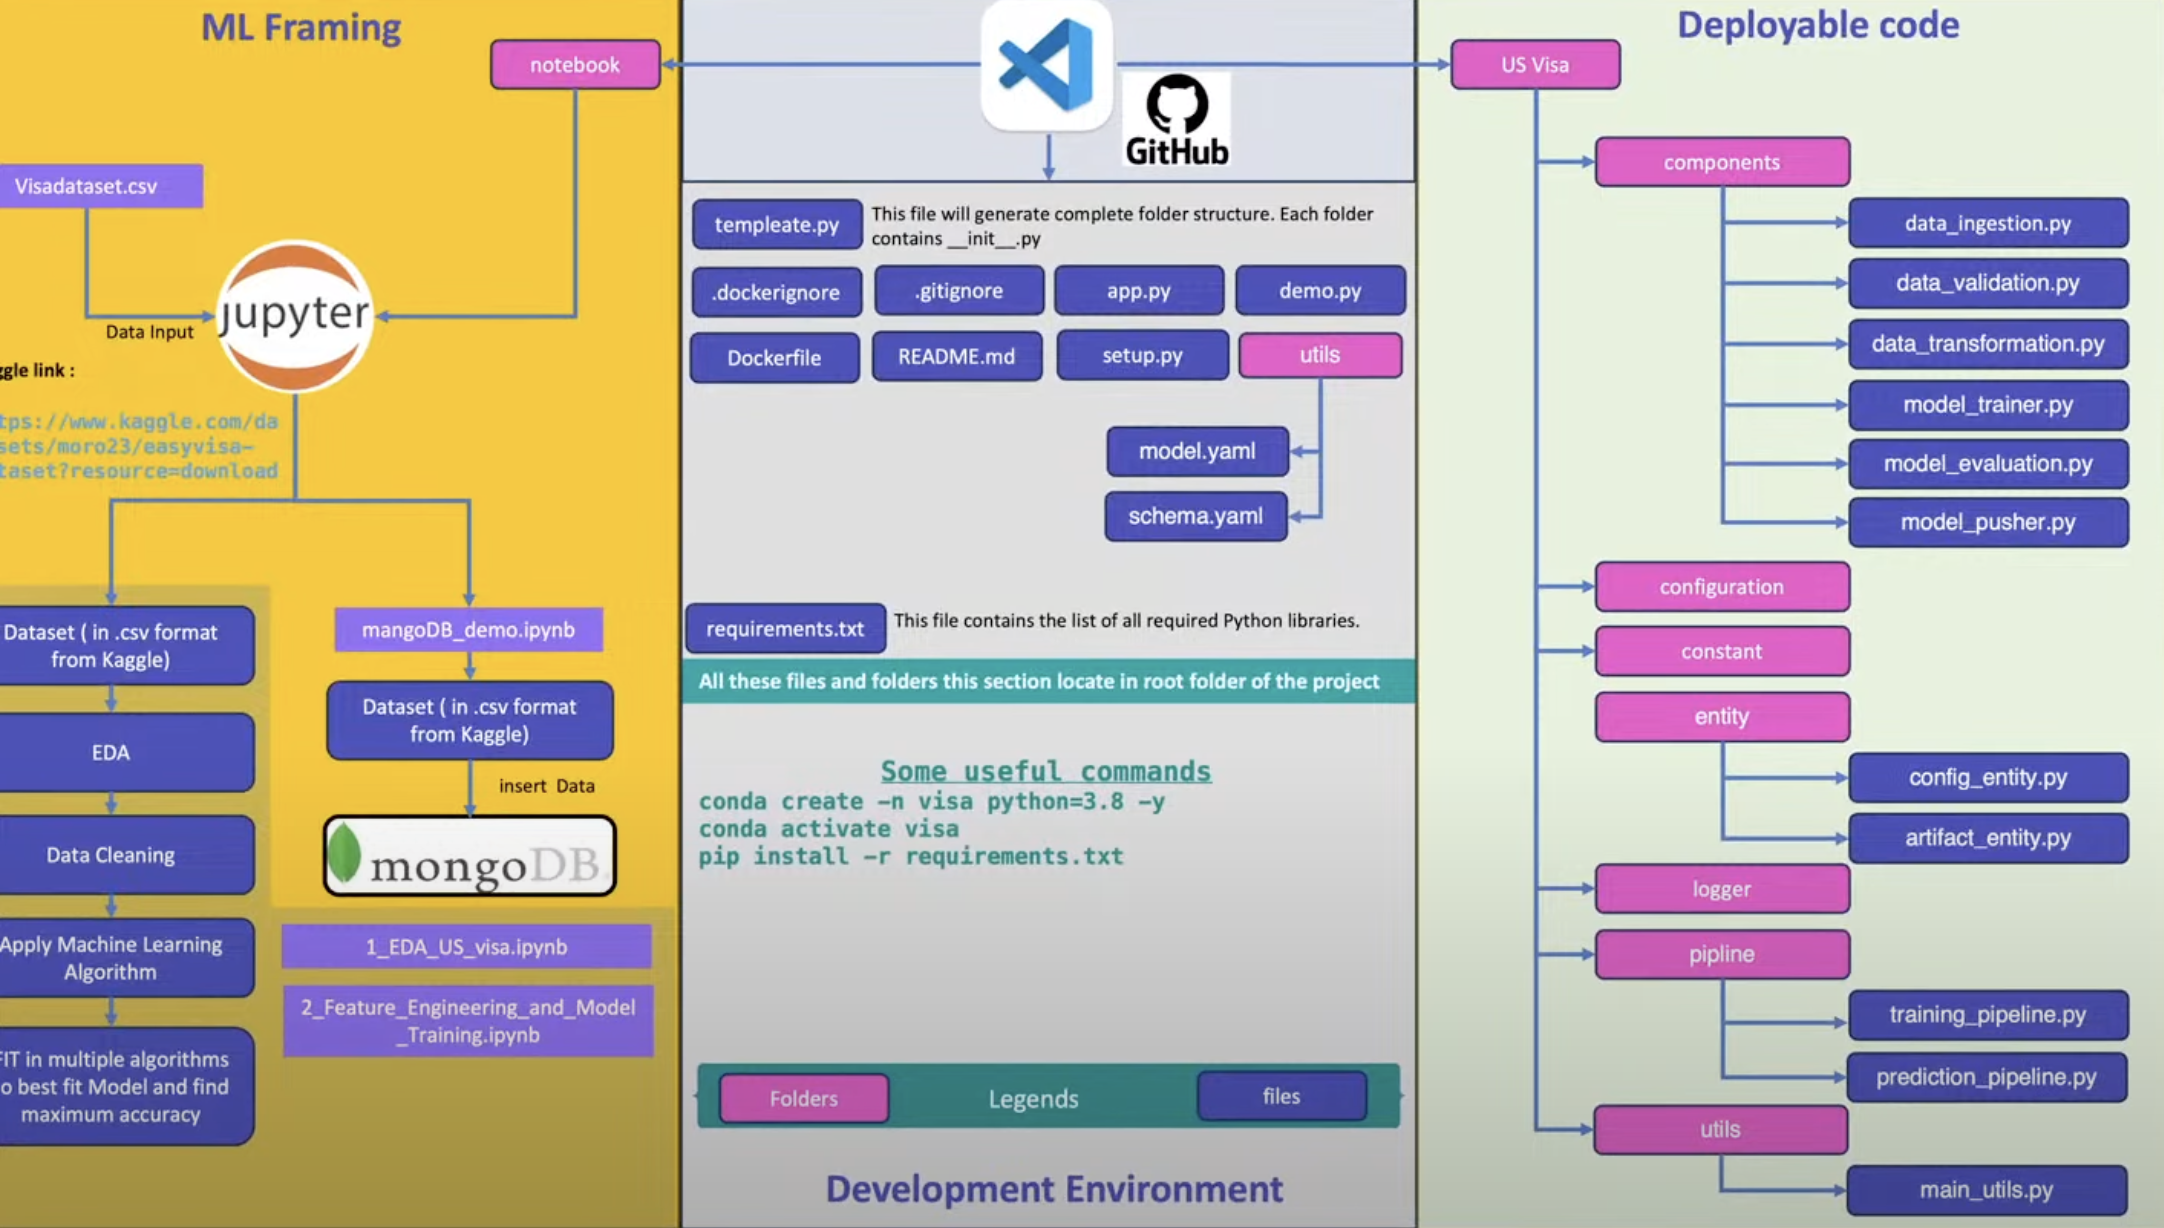 ML Framing
notebook
Visadataset.csv
jupyter
Data Input
ggle link :
tps://www.kaggle.com/da
sets/moro23/easyvisa-
taset?resource=download
Dataset ( in .csv format
from Kaggle)
EDA
Data Cleaning
Apply Machine Learning
Algorithm
FIT in multiple algorithms
o best fit Model and find
maximum accuracy
mangoDB_demo.ipynb
Dataset ( in .csv format
from Kaggle)
insert Data
mongoDB
1_EDA_US_visa.ipynb
2_Feature_Engineering_and_Model
_Training.ipynb
GitHub
templeate.py
This file will generate complete folder structure. Each folder
contains __init__.py
.dockerignore
.gitignore
app.py
demo.py
Dockerfile
README.md
setup.py
utils
model.yaml
schema.yaml
requirements.txt
This file contains the list of all required Python libraries.
All these files and folders this section locate in root folder of the project
Some useful commands
conda create -n visa python=3.8 -y
conda activate visa
pip install -r requirements.txt
Folders
Legends
files
Development Environment
Deployable code
US Visa
components
data_ingestion.py
data_validation.py
data_transformation.py
model_trainer.py
model_evaluation.py
model_pusher.py
configuration
constant
entity
config_entity.py
artifact_entity.py
logger
pipline
training_pipeline.py
prediction_pipeline.py
utils
main_utils.py